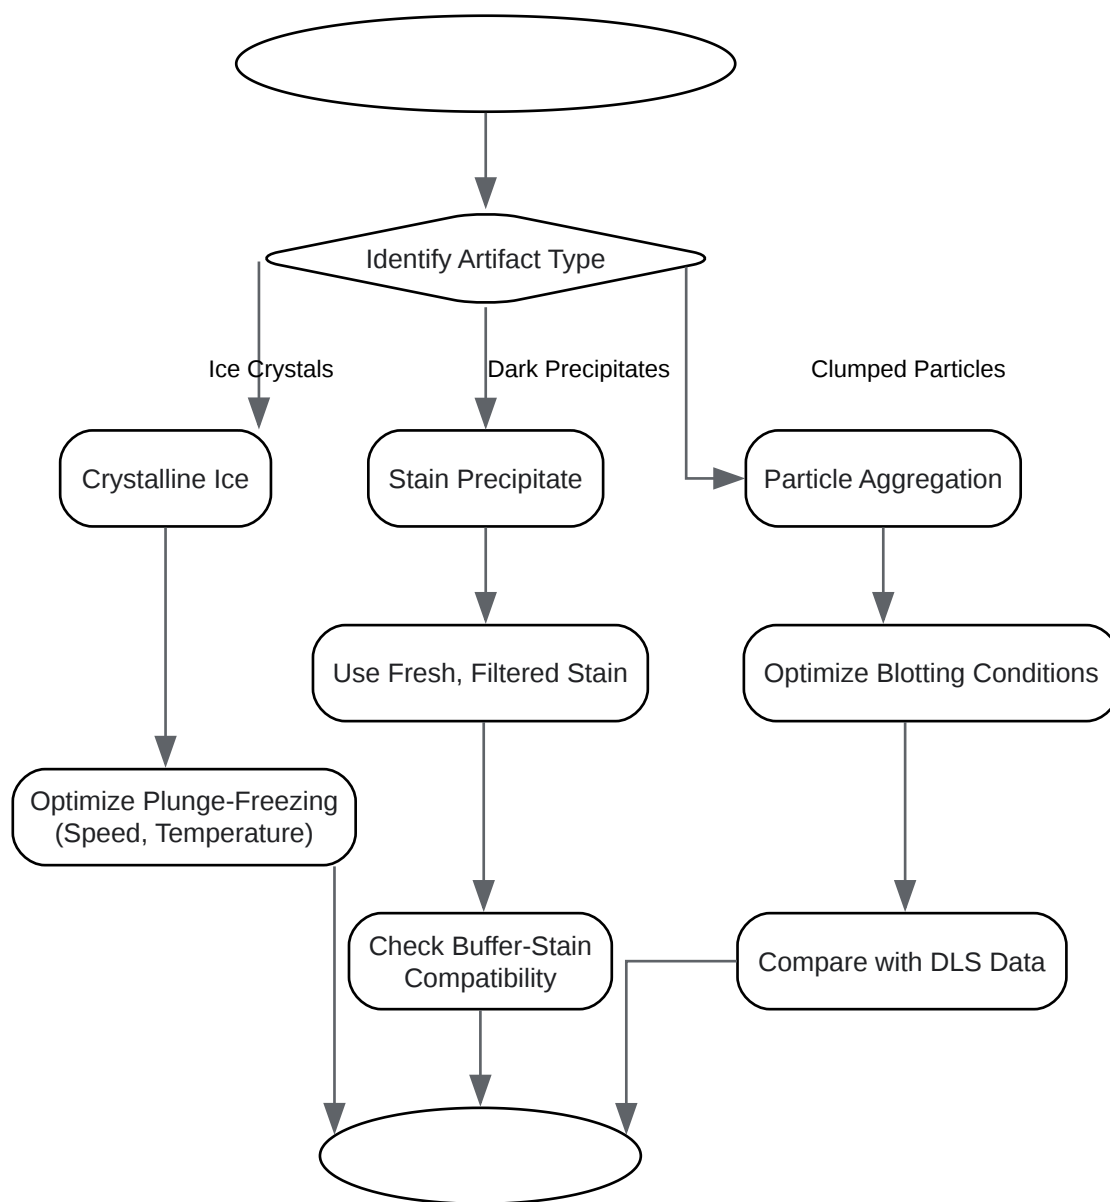 Identify Artifact Type
Ice Crystals
Dark Precipitates
Clumped Particles
Crystalline Ice
Stain Precipitate
Particle Aggregation
Use Fresh, Filtered Stain
Optimize Blotting Conditions
Optimize Plunge-Freezing
(Speed, Temperature)
Check Buffer-Stain
Compatibility
Compare with DLS Data